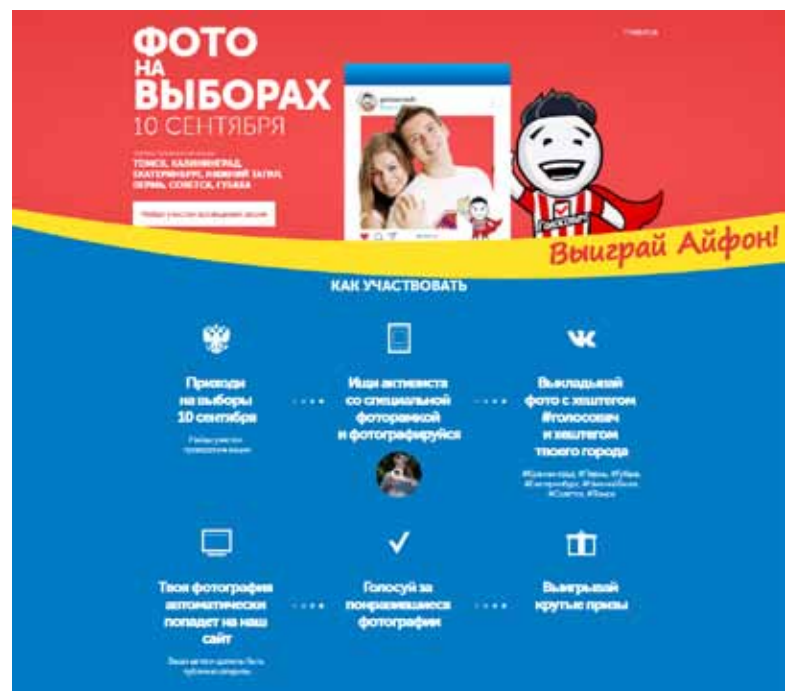 ФОТО
НА
ВЫБОРАХ
10 СЕНТЯБРЯ
ТОМСК, КАЛИНИНГРАД,
ЕКАТЕРИНБУРГ, НИЖНИЙ ТАГИЛ,
ПЕРМЬ, СОВЕТСК, ГУБАХА
ГОЛОСОВИЧ
Выиграй Айфон!
КАК УЧАСТВОВАТЬ
Приходи
на выборы
10 сентября
Ищи активиста
со специальной
фоторамкой
и фотографируйся
Выкладывай
фото с хештегом
#голосович
и хештегом
твоего города
Твоя фотография
автоматически
попадет на наш
сайт
Голосуй за
понравившиеся
фотографии
Выигрывай
крутые призы